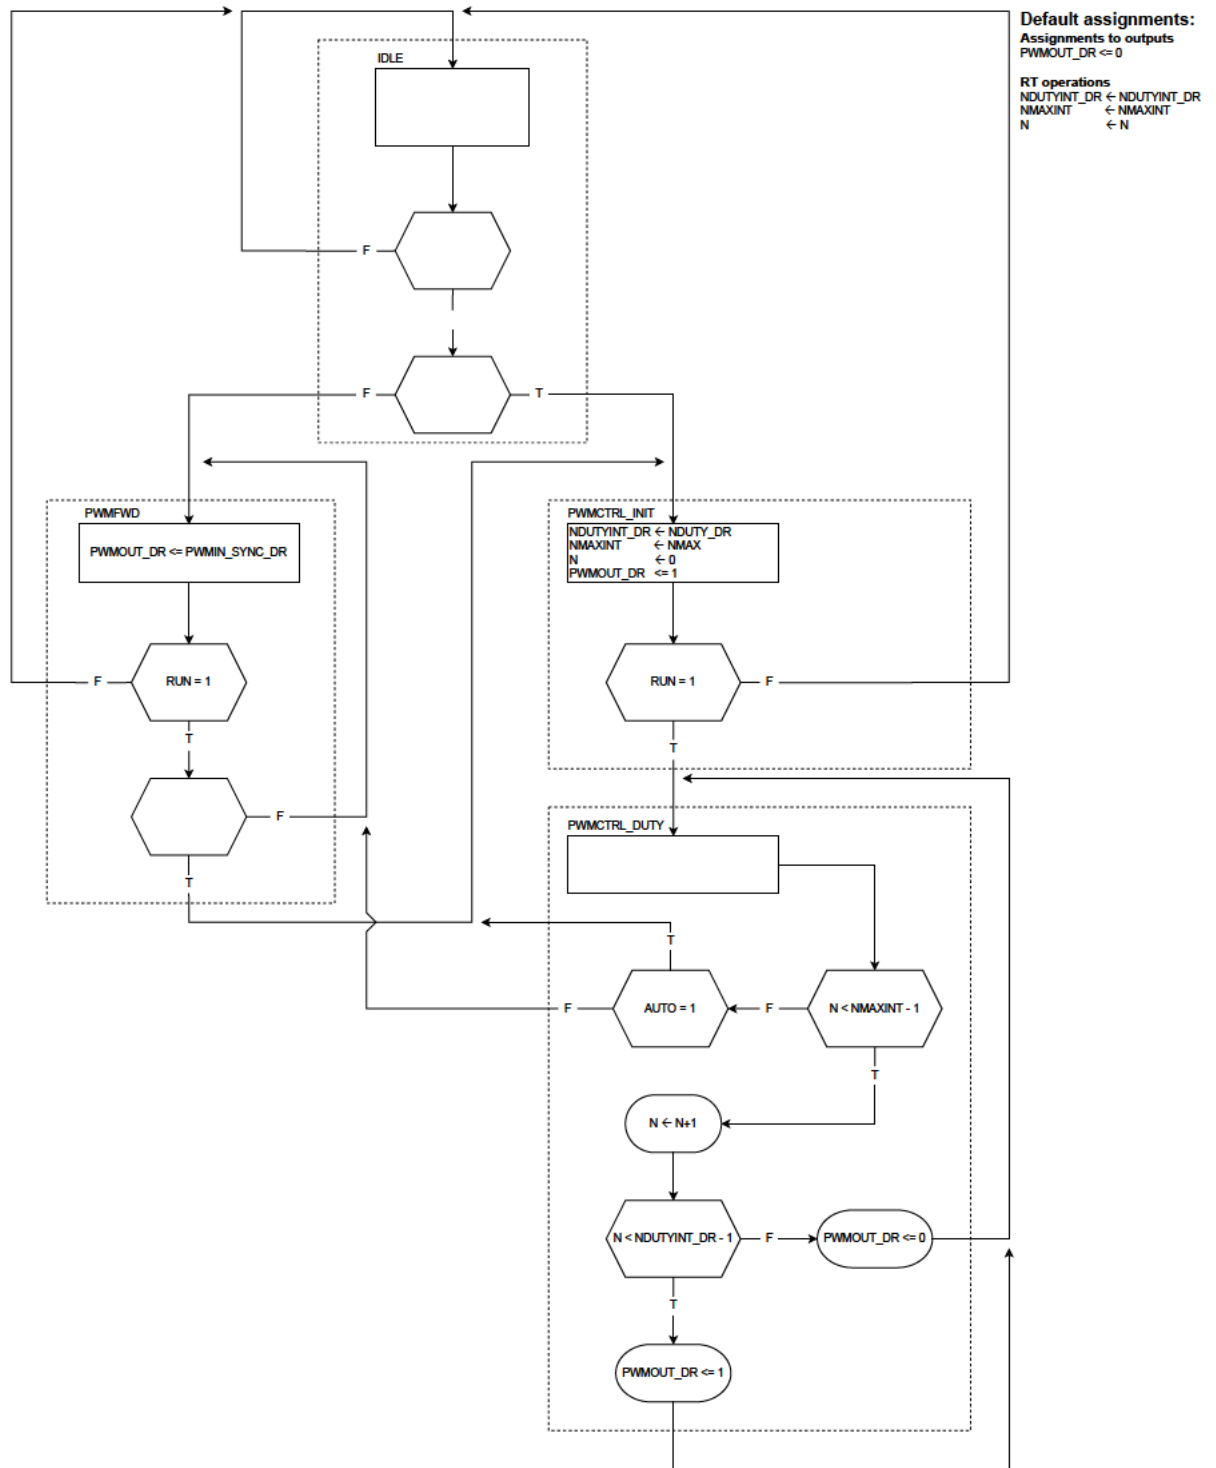 Default assignments:
Assignments to outputs
PWMOUT_DR <= 0
RT operations
NDUTYINT_DR ← NDUTYINT_DR
NMAXINT ← NMAXINT
N ← N
IDLE
F
F
T
PWMFWD
PWMOUT_DR <= PWMIN_SYNC_DR
PWMCTRL_INIT
NDUTYINT_DR ← NDUTY_DR
NMAXINT ← NMAX
N ← 0
PWMOUT_DR <= 1
F
RUN = 1
RUN = 1
F
T
T
F
PWMCTRL_DUTY
T
T
F
AUTO = 1
F
N < NMAXINT - 1
T
N ← N+1
N < NDUTYINT_DR - 1
F
PWMOUT_DR <= 0
T
PWMOUT_DR <= 1